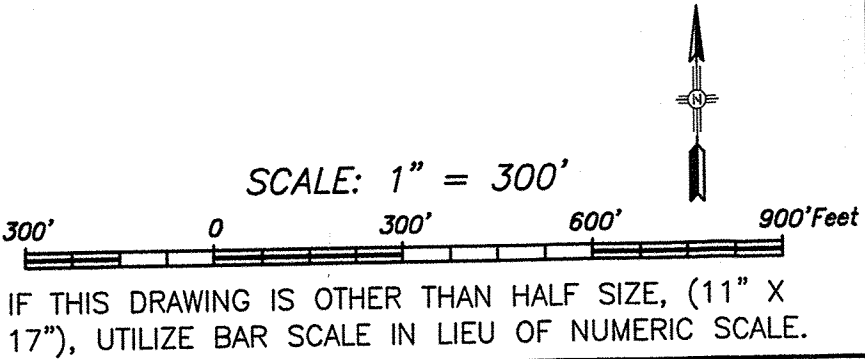 N
SCALE: 1" = 300'
300' 0 300' 600' 900' Feet
IF THIS DRAWING IS OTHER THAN HALF SIZE, (11" X
17"), UTILIZE BAR SCALE IN LIEU OF NUMERIC SCALE.